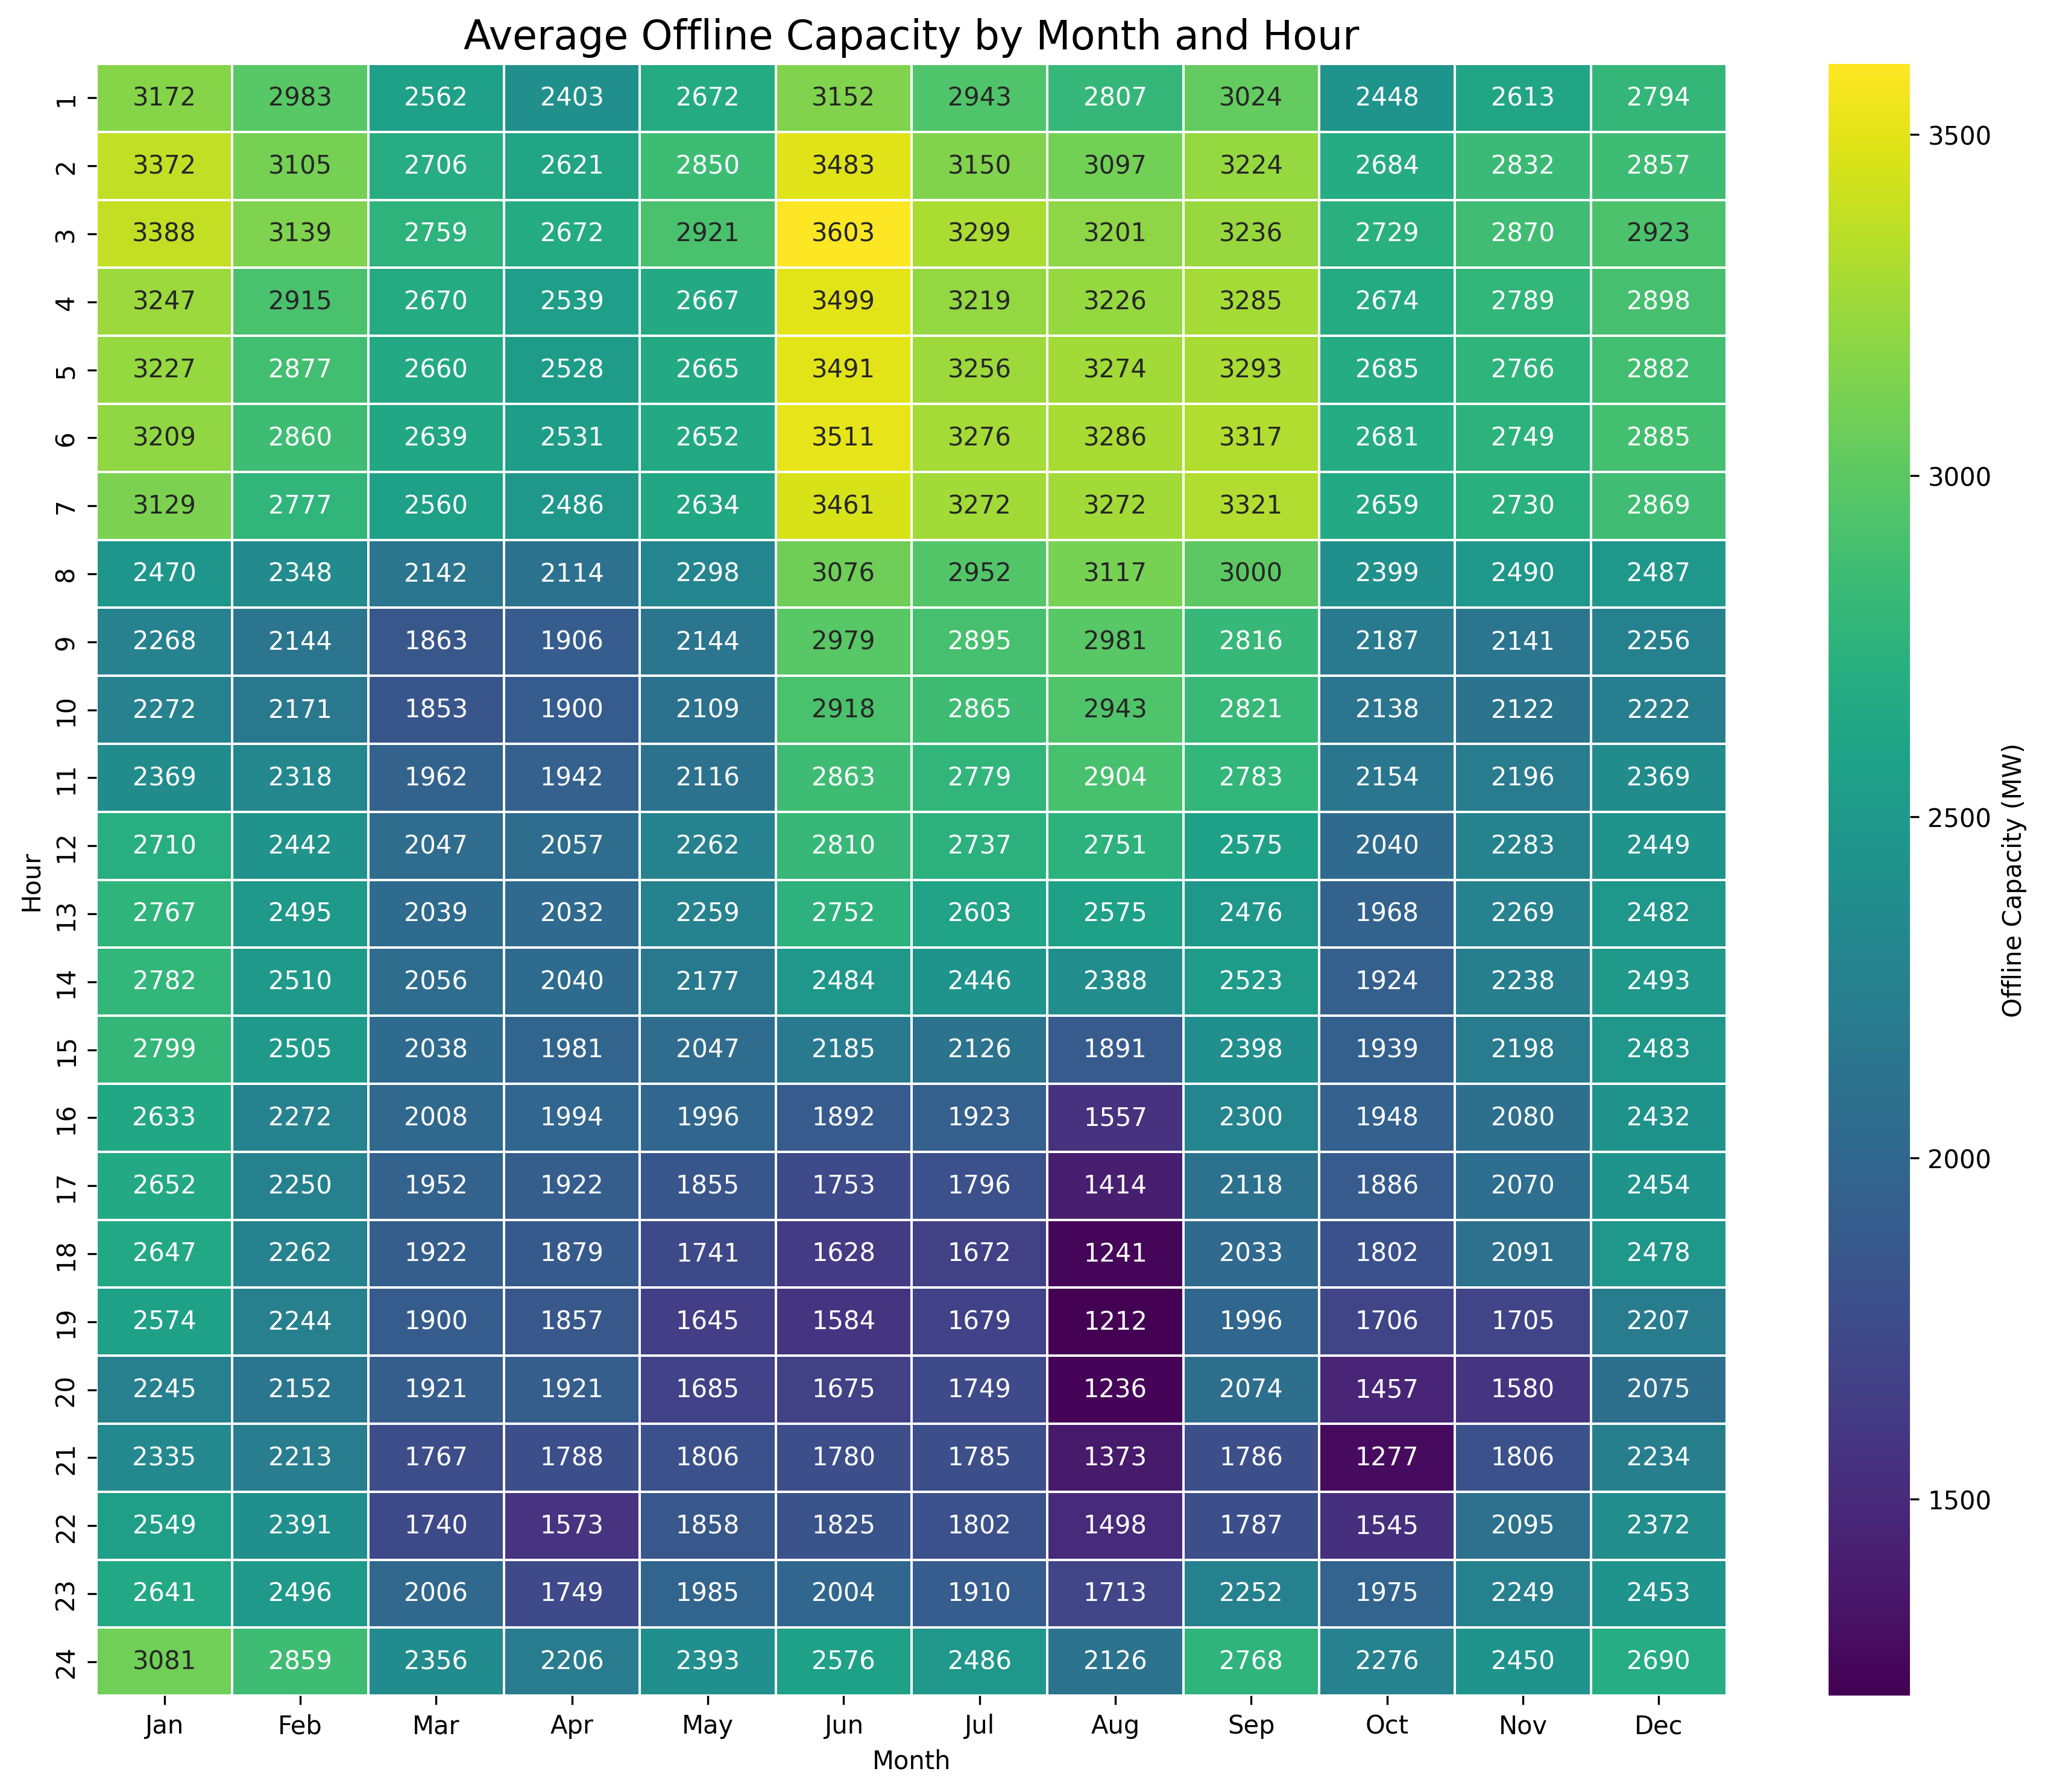 Average Offline Capacity by Month and Hour
1 3172 2983 2562 2403 2672 3152 2943 2807 3024 2448 2613 2794
2 3372 3105 2706 2621 2850 3483 3150 3097 3224 2684 2832 2857
3 3388 3139 2759 2672 2921 3603 3299 3201 3236 2729 2870 2923
4 3247 2915 2670 2539 2667 3499 3219 3226 3285 2674 2789 2898
5 3227 2877 2660 2528 2665 3491 3256 3274 3293 2685 2766 2882
6 3209 2860 2639 2531 2652 3511 3276 3286 3317 2681 2749 2885
7 3129 2777 2560 2486 2634 3461 3272 3272 3321 2659 2730 2869
8 2470 2348 2142 2114 2298 3076 2952 3117 3000 2399 2490 2487
9 2268 2144 1863 1906 2144 2979 2895 2981 2816 2187 2141 2256
10 2272 2171 1853 1900 2109 2918 2865 2943 2821 2138 2122 2222
11 2369 2318 1962 1942 2116 2863 2779 2904 2783 2154 2196 2369
12 2710 2442 2047 2057 2262 2810 2737 2751 2575 2040 2283 2449
13 2767 2495 2039 2032 2259 2752 2603 2575 2476 1968 2269 2482
14 2782 2510 2056 2040 2177 2484 2446 2388 2523 1924 2238 2493
15 2799 2505 2038 1981 2047 2185 2126 1891 2398 1939 2198 2483
16 2633 2272 2008 1994 1996 1892 1923 1557 2300 1948 2080 2432
17 2652 2250 1952 1922 1855 1753 1796 1414 2118 1886 2070 2454
18 2647 2262 1922 1879 1741 1628 1672 1241 2033 1802 2091 2478
19 2574 2244 1900 1857 1645 1584 1679 1212 1996 1706 1705 2207
20 2245 2152 1921 1921 1685 1675 1749 1236 2074 1457 1580 2075
21 2335 2213 1767 1788 1806 1780 1785 1373 1786 1277 1806 2234
22 2549 2391 1740 1573 1858 1825 1802 1498 1787 1545 2095 2372
23 2641 2496 2006 1749 1985 2004 1910 1713 2252 1975 2249 2453
24 3081 2859 2356 2206 2393 2576 2486 2126 2768 2276 2450 2690
Jan Feb Mar Apr May Jun Jul Aug Sep Oct Nov Dec
Month
Hour
3500
3000
2500
2000
1500
Offline Capacity (MW)